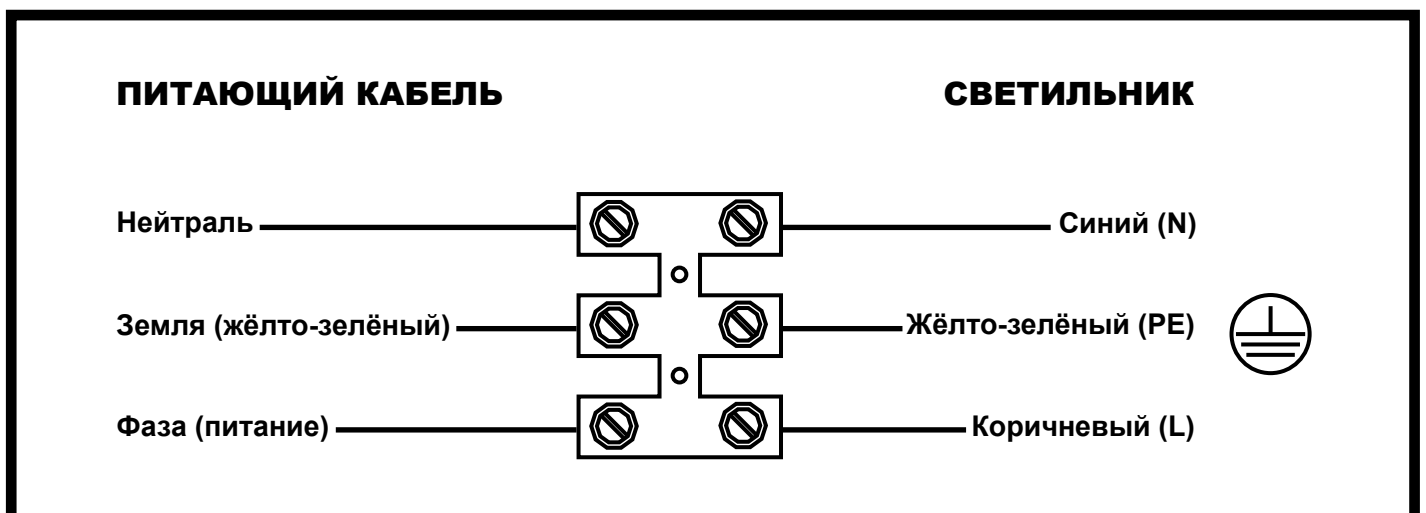 ПИТАЮЩИЙ КАБЕЛЬ СВЕТИЛЬНИК
Нейтраль Синий (N)
Земля (жёлто-зелёный) Жёлто-зелёный (PE)
Фаза (питание) Коричневый (L)